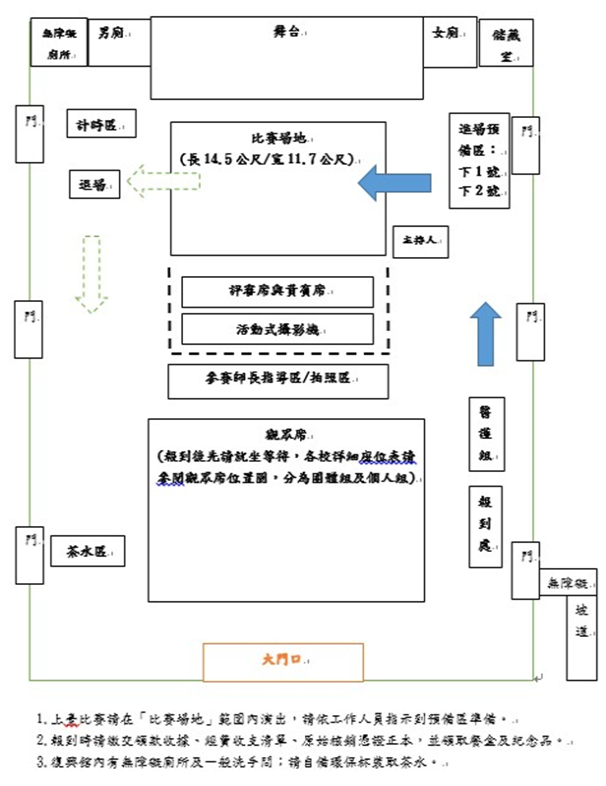 無障礙
廁所
男廁
舞台
女廁
儲藏
室
門
計時區
比賽場地
(長14.5公尺/寬11.7公尺)
進場預
備區：
下1號
下2號
門
退場
主持人
評審席與貴賓席
活動式攝影機
門
門
參賽師長指導區/拍照區
觀眾席
(報到後先請就坐等待，各校詳細座位表請
參閱觀眾席位置圖，分為團體組及個人組)
醫
護
組
報
到
處
門
茶水區
門
無障礙
坡
道
大門口
1.上臺比賽請在「比賽場地」範圍內演出，請依工作人員指示到預備區準備。
2.報到時請繳交領款收據、經費收支清單、原始核銷憑證正本，並領取餐盒及紀念品。
3.復興館內有無障礙廁所及一般洗手間；請自備環保杯裝取茶水。